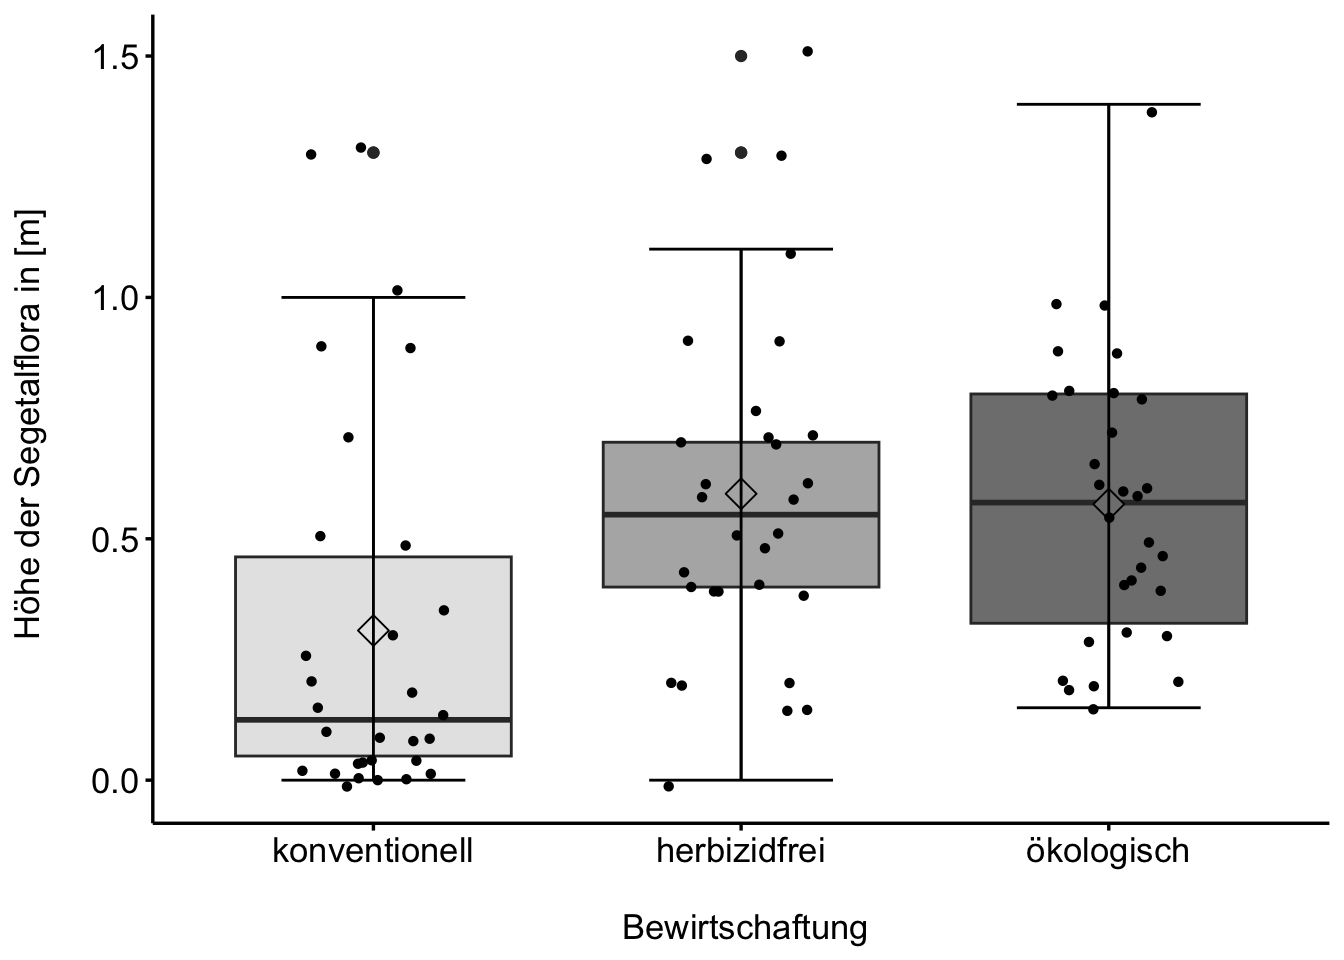 Höhe der Segetalflora in [m]
1.5
1.0
0.5
0.0
konventionell herbizidfrei ökologisch
Bewirtschaftung